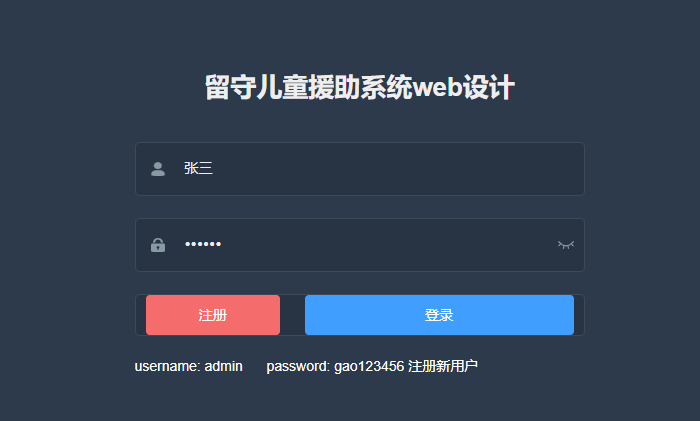 留守儿童援助系统web设计
张三
••••••
注册 登录
username: admin password: gao123456 注册新用户